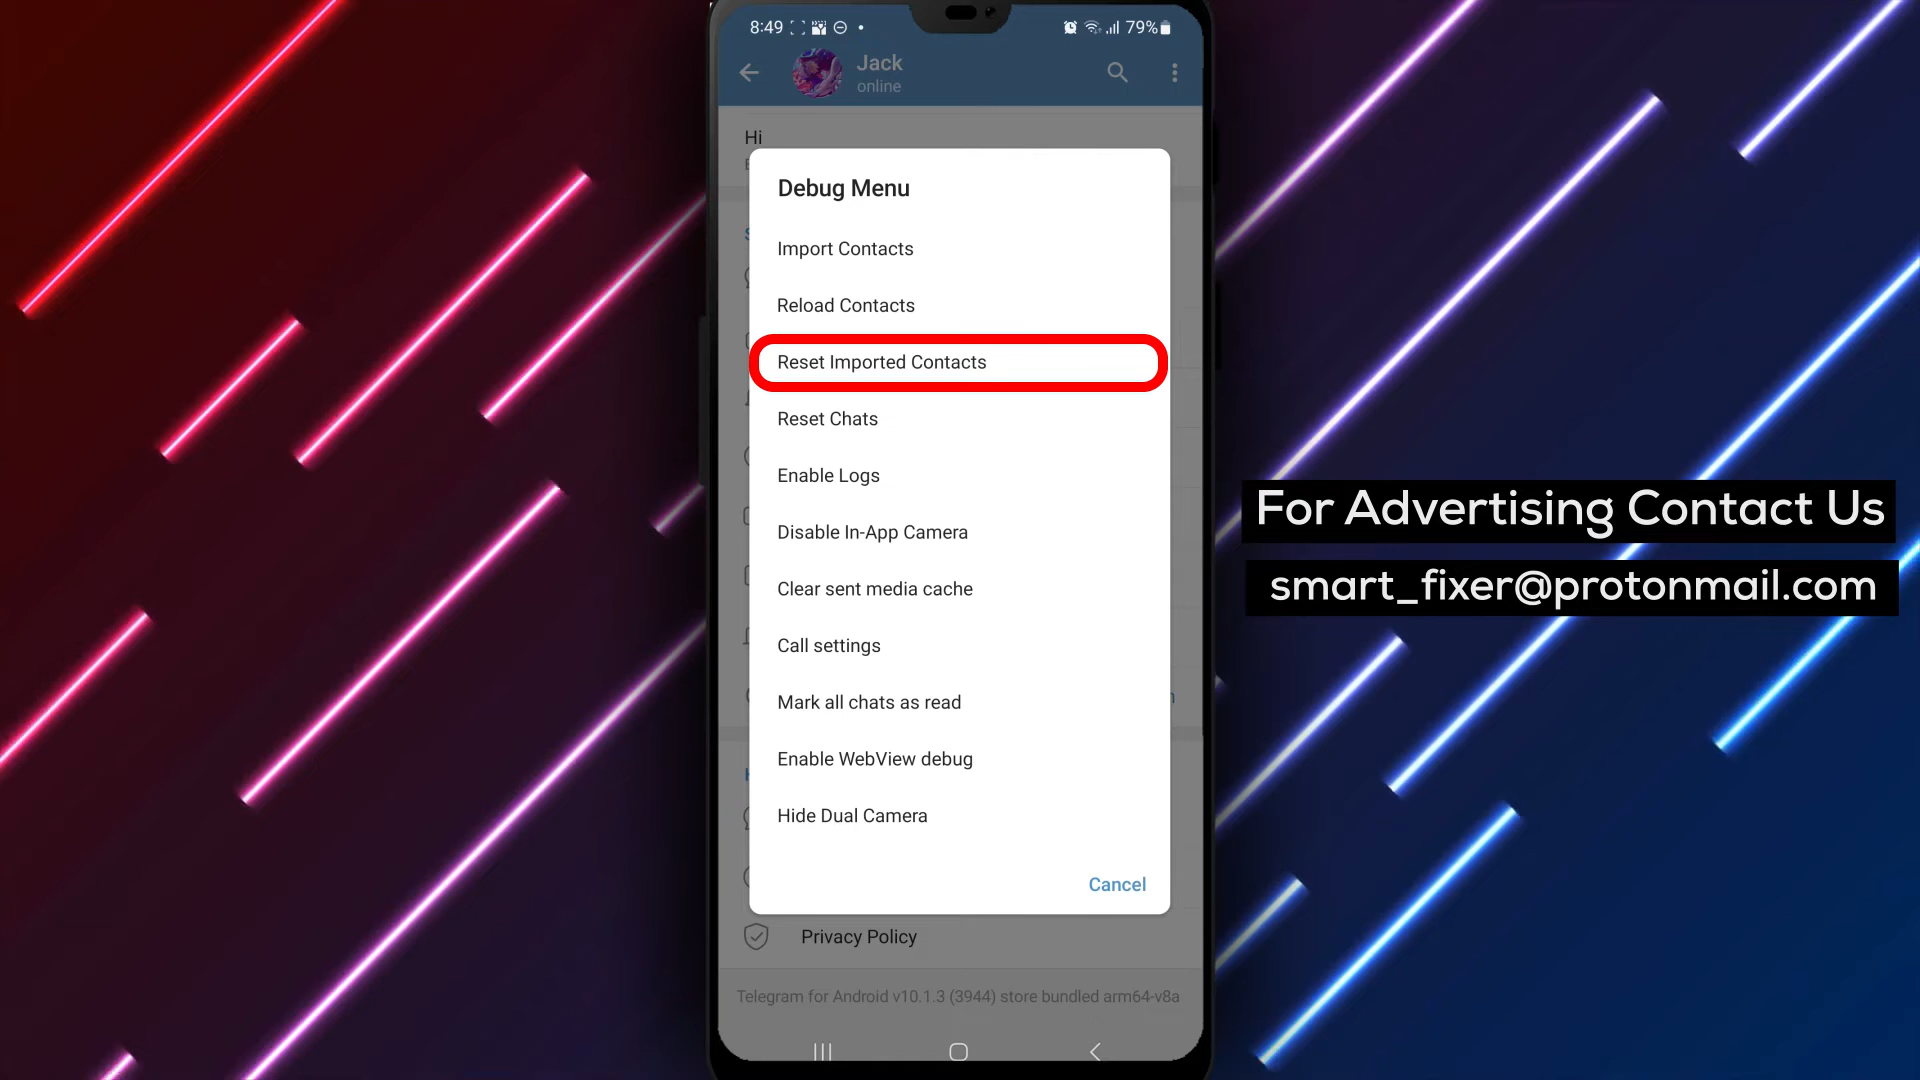 8:49
79%
Jack
online
Hi
Debug Menu
Import Contacts
Reload Contacts
Reset Imported Contacts
Reset Chats
Enable Logs
Disable In-App Camera
Clear sent media cache
Call settings
Mark all chats as read
Enable WebView debug
Hide Dual Camera
Cancel
Privacy Policy
Telegram for Android v10.1.3 (3944) store bundled arm64-v8a
For Advertising Contact Us
smart_fixer@protonmail.com